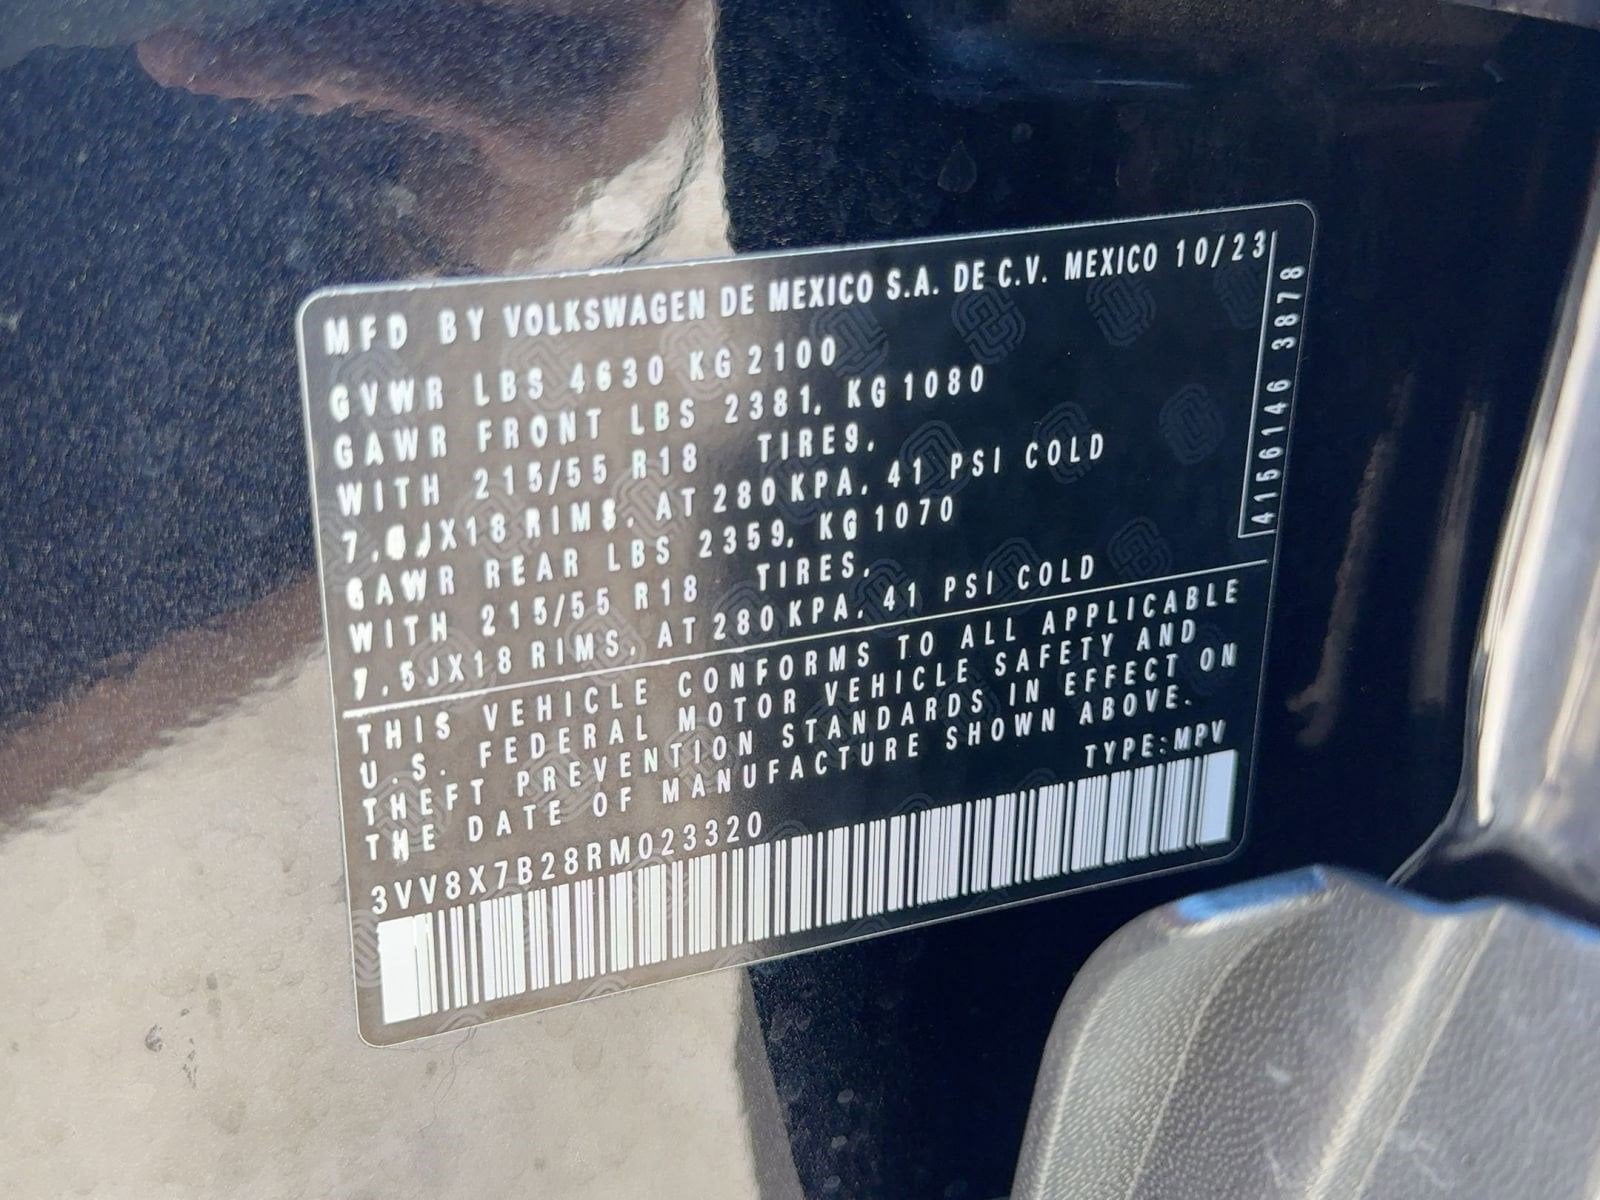 MFD BY VOLKSWAGEN DE MEXICO S.A. DE C.V. MEXICO 10/23
GVWR LBS 4630 KG 2100
GAWR FRONT LBS 2381, KG 1080
WITH 215/55 R18 TIRES,
7.5JX18 RIMS, AT 280 KPA, 41 PSI COLD
GAWR REAR LBS 2359, KG 1070
WITH 215/55 R18 TIRES,
7.5JX18 RIMS, AT 280 KPA, 41 PSI COLD
4156146 3878
THIS VEHICLE CONFORMS TO ALL APPLICABLE
U.S. FEDERAL MOTOR VEHICLE SAFETY AND
THEFT PREVENTION STANDARDS IN EFFECT ON
THE DATE OF MANUFACTURE SHOWN ABOVE.
TYPE:MPV
3VV8X7B28RM023320